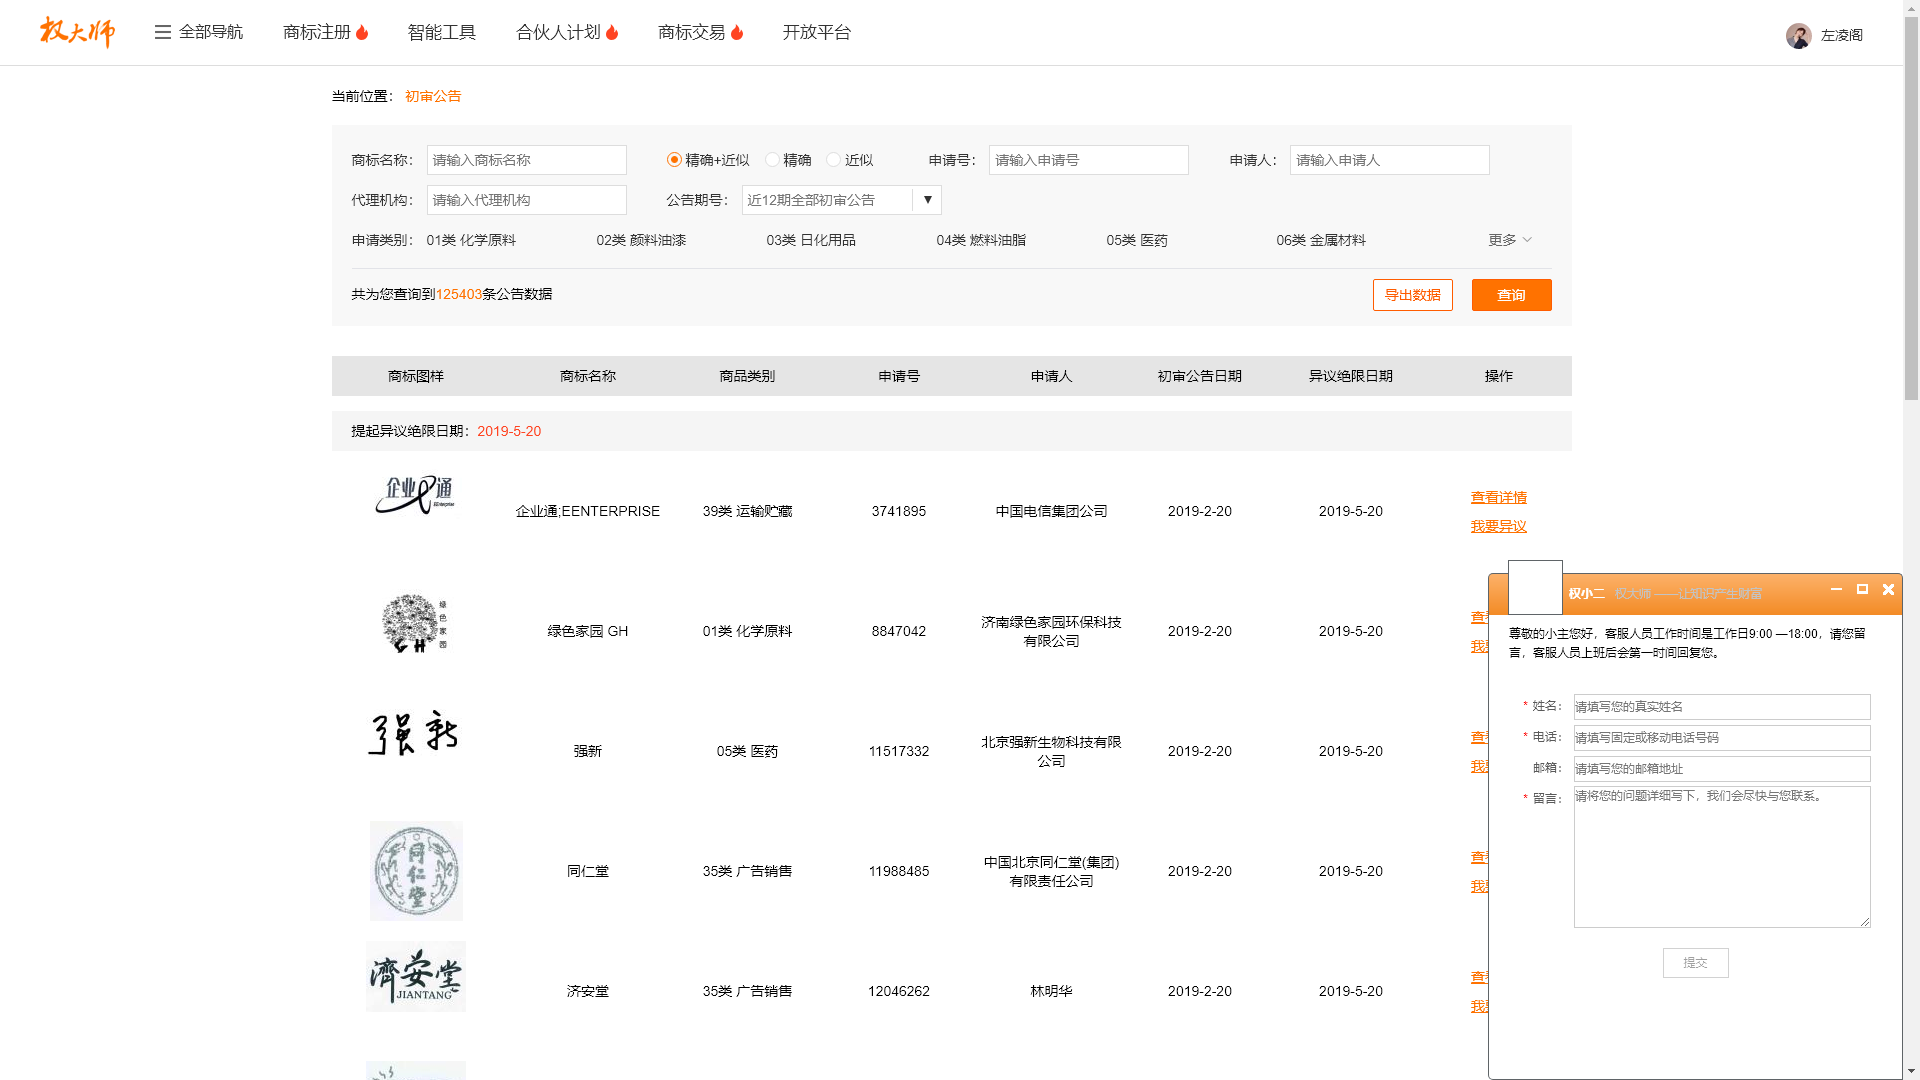 权大师 全部导航 商标注册 智能工具 合伙人计划 商标交易 开放平台 左凌阁
当前位置： 初审公告
商标名称： 请输入商标名称 精确+近似 精确 近似 申请号： 请输入申请号 申请人： 请输入申请人
代理机构： 请输入代理机构 公告期号： 近12期全部初审公告 ▼
申请类别： 01类 化学原料 02类 颜料油漆 03类 日化用品 04类 燃料油脂 05类 医药 06类 金属材料 更多
共为您查询到125403条公告数据 导出数据 查询
商标图样 商标名称 商品类别 申请号 申请人 初审公告日期 异议绝限日期 操作
提起异议绝限日期：2019-5-20
企业通 企业通;EENTERPRISE 39类 运输贮藏 3741895 中国电信集团公司 2019-2-20 2019-5-20 查看详情
我要异议
绿色家园 GH 绿色家园 GH 01类 化学原料 8847042 济南绿色家园环保科技 2019-2-20 2019-5-20
有限公司
强新 强新 05类 医药 11517332 北京强新生物科技有限 2019-2-20 2019-5-20
公司
同仁堂 同仁堂 35类 广告销售 11988485 中国北京同仁堂(集团) 2019-2-20 2019-5-20
有限责任公司
濟安堂 济安堂 35类 广告销售 12046262 林明华 2019-2-20 2019-5-20
JIANTANG
权小二 权大师 ——让知识产生财富
尊敬的小主您好，客服人员工作时间是工作日9:00 —18:00，请您留
言，客服人员上班后会第一时间回复您。
* 姓名： 请填写您的真实姓名
* 电话： 请填写固定或移动电话号码
邮箱： 请填写您的邮箱地址
* 留言： 请将您的问题详细写下，我们会尽快与您联系。
提交